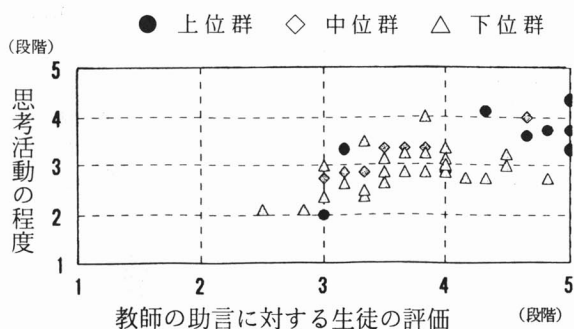 ● 上位群 ◇ 中位群 △ 下位群
(段階)
思考活動の程度
5
4
3
2
1
1 2 3 4 5
教師の助言に対する生徒の評価 (段階)